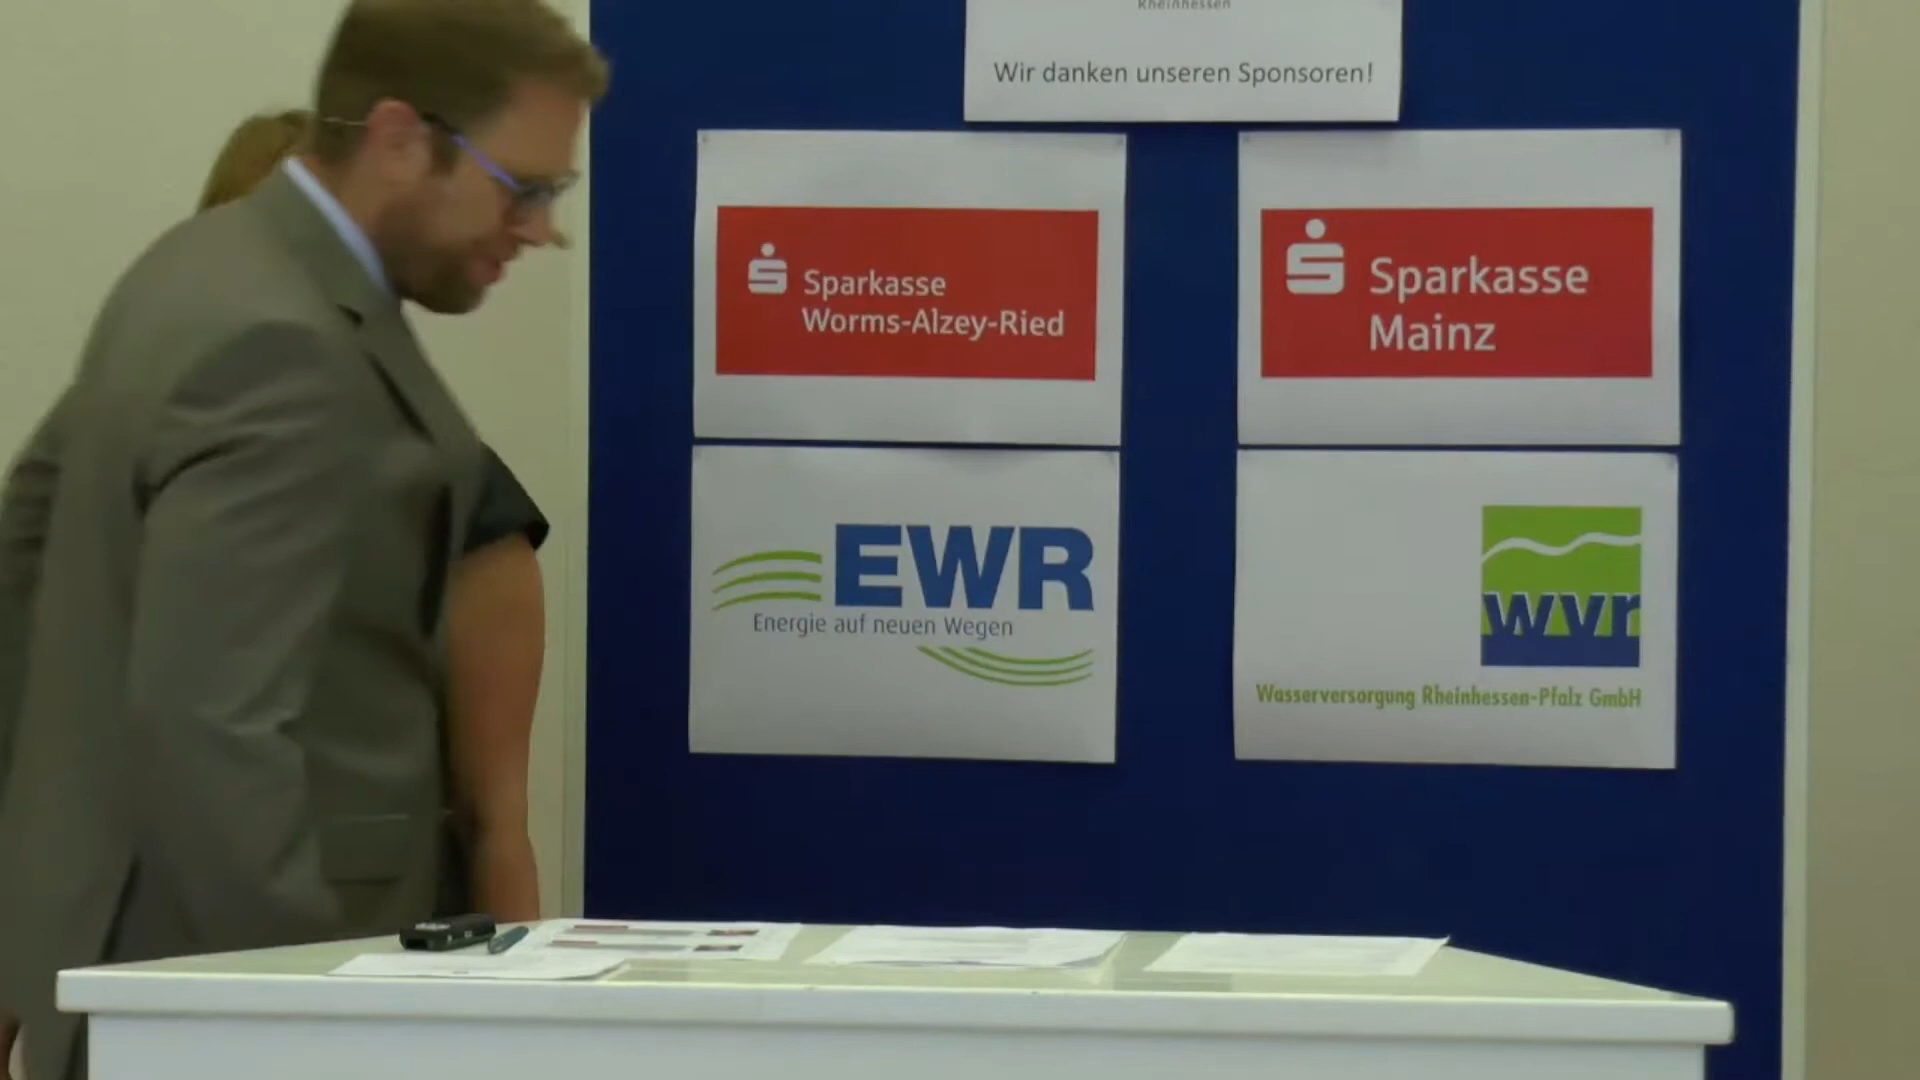 Rheinhessen
Wir danken unseren Sponsoren!
Sparkasse
Worms-Alzey-Ried
Sparkasse
Mainz
EWR
Energie auf neuen Wegen
wvr
Wasserversorgung Rheinhessen-Pfalz GmbH